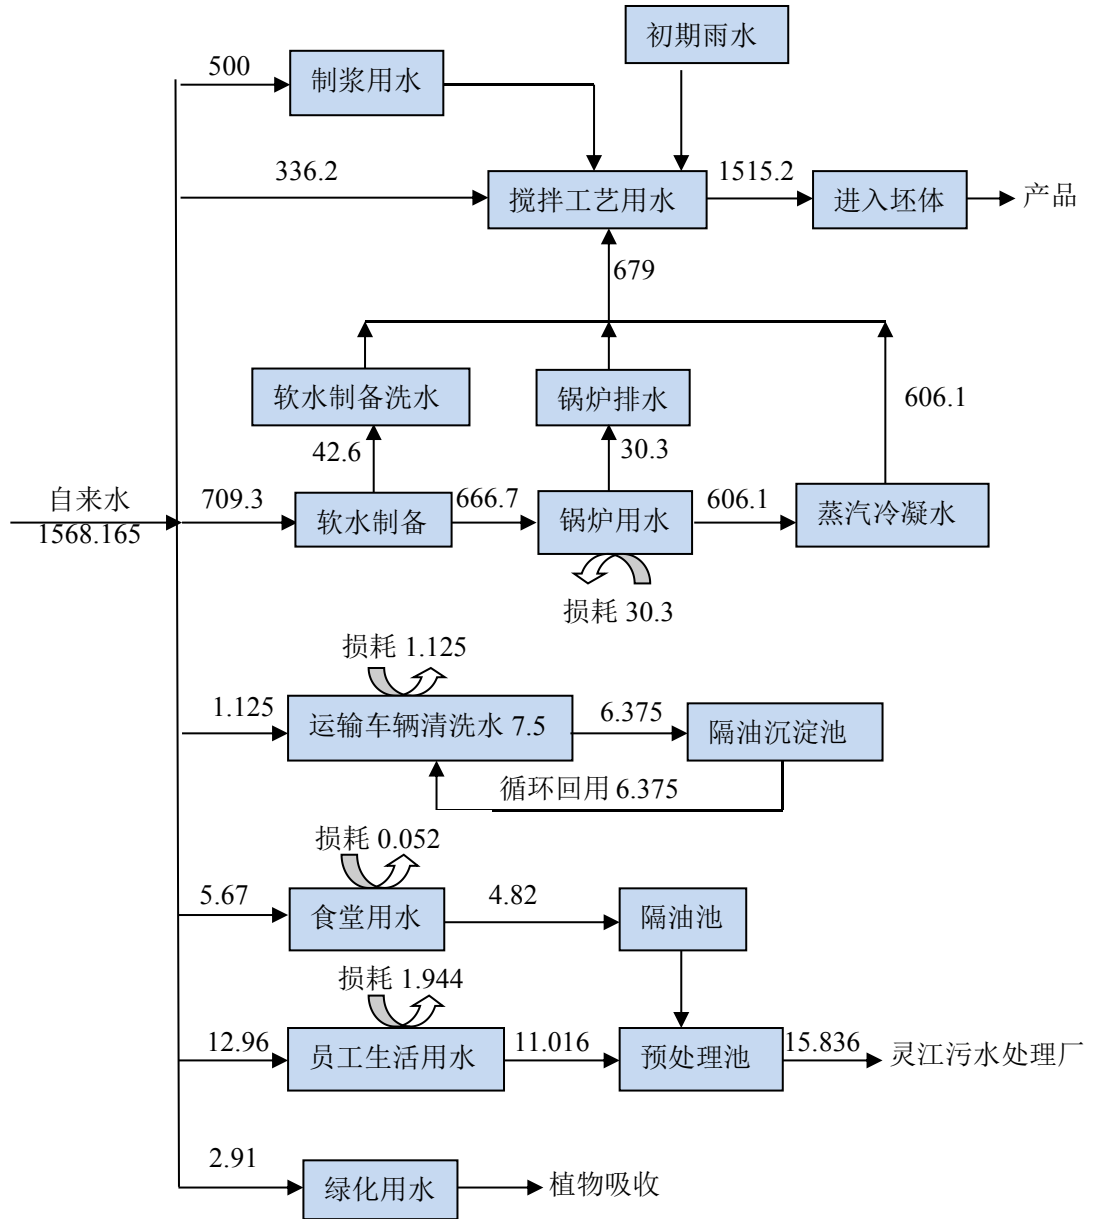 初期雨水
500
制浆用水
336.2
搅拌工艺用水
1515.2
进入坯体
产品
679
软水制备洗水
锅炉排水
606.1
42.6
30.3
自来水
1568.165
709.3
软水制备
666.7
锅炉用水
606.1
蒸汽冷凝水
损耗 30.3
损耗 1.125
1.125
运输车辆清洗水 7.5
6.375
隔油沉淀池
循环回用 6.375
损耗 0.052
5.67
食堂用水
4.82
隔油池
损耗 1.944
12.96
员工生活用水
11.016
预处理池
15.836
灵江污水处理厂
2.91
绿化用水
植物吸收